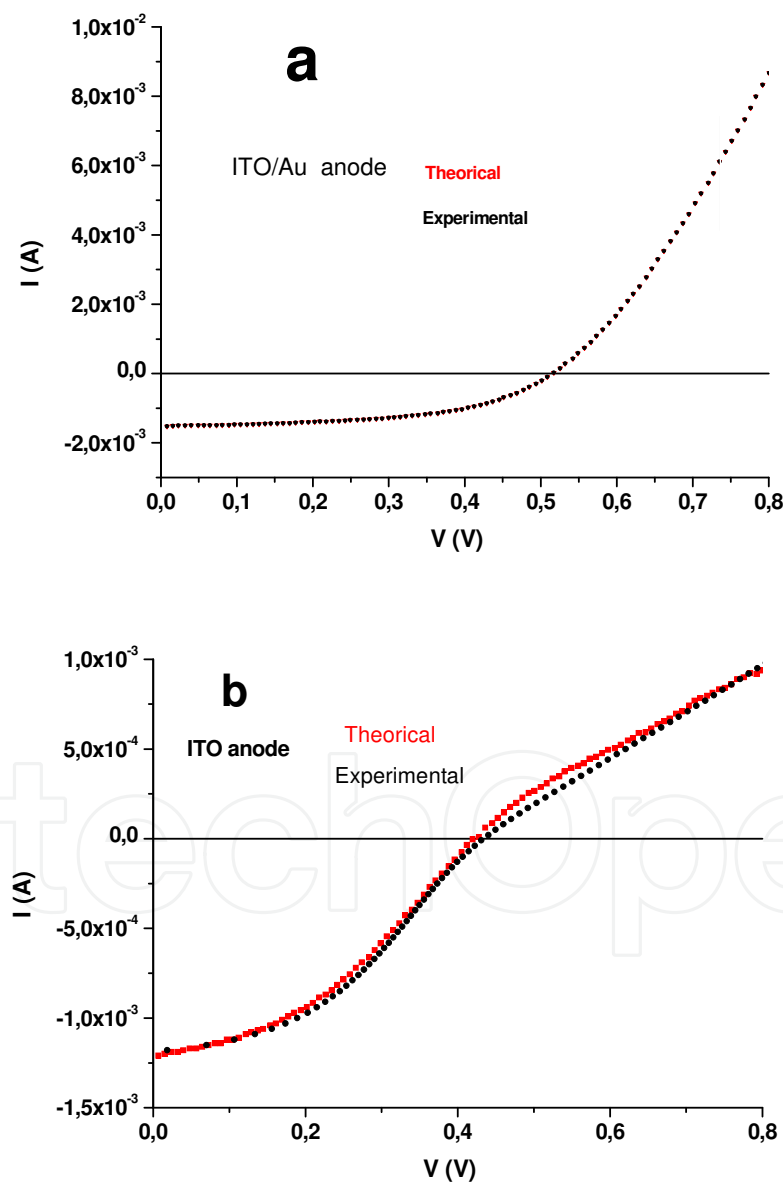 a
1,0x10⁻²
8,0x10⁻³
6,0x10⁻³
4,0x10⁻³
2,0x10⁻³
0,0
-2,0x10⁻³
I (A)
ITO/Au anode
Theorical
Experimental
0,0 0,1 0,2 0,3 0,4 0,5 0,6 0,7 0,8
V (V)
b
1,0x10⁻³
5,0x10⁻⁴
0,0
-5,0x10⁻⁴
-1,0x10⁻³
-1,5x10⁻³
I (A)
ITO anode
Theorical
Experimental
techOpe
0,0 0,2 0,4 0,6 0,8
V (V)